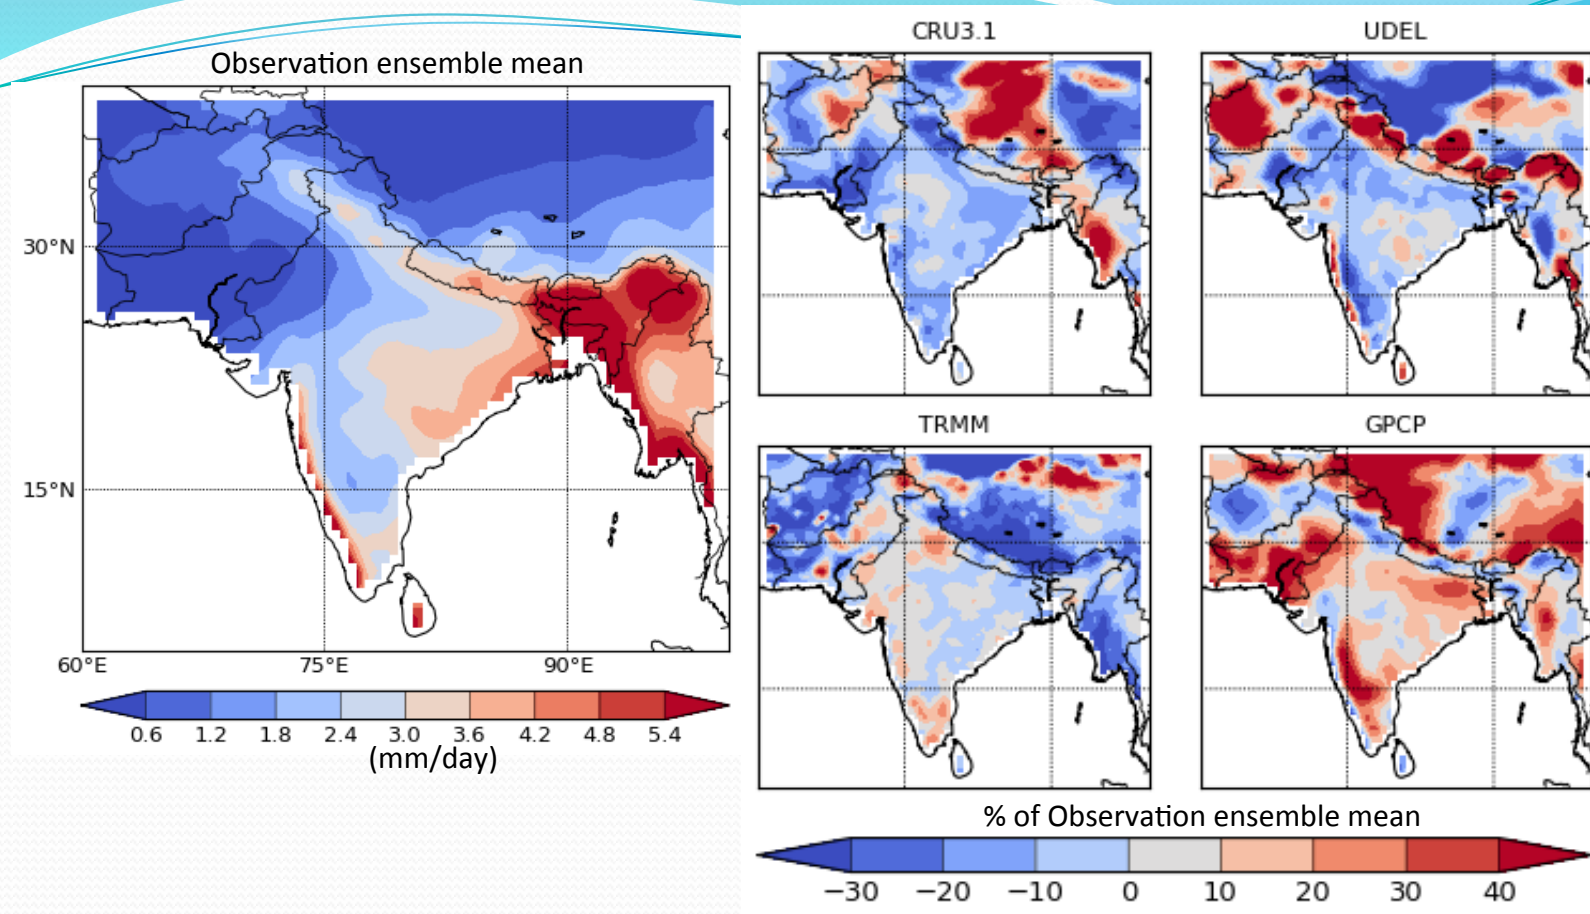 Observation ensemble mean
30°N
15°N
60°E 75°E 90°E
0.6 1.2 1.8 2.4 3.0 3.6 4.2 4.8 5.4
(mm/day)
CRU3.1
UDEL
TRMM
GPCP
% of Observation ensemble mean
−30 −20 −10 0 10 20 30 40